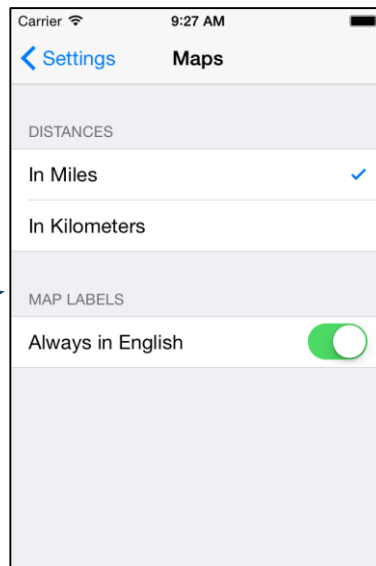 Carrier 9:27 AM
Settings Maps
DISTANCES
In Miles
In Kilometers
MAP LABELS
Always in English